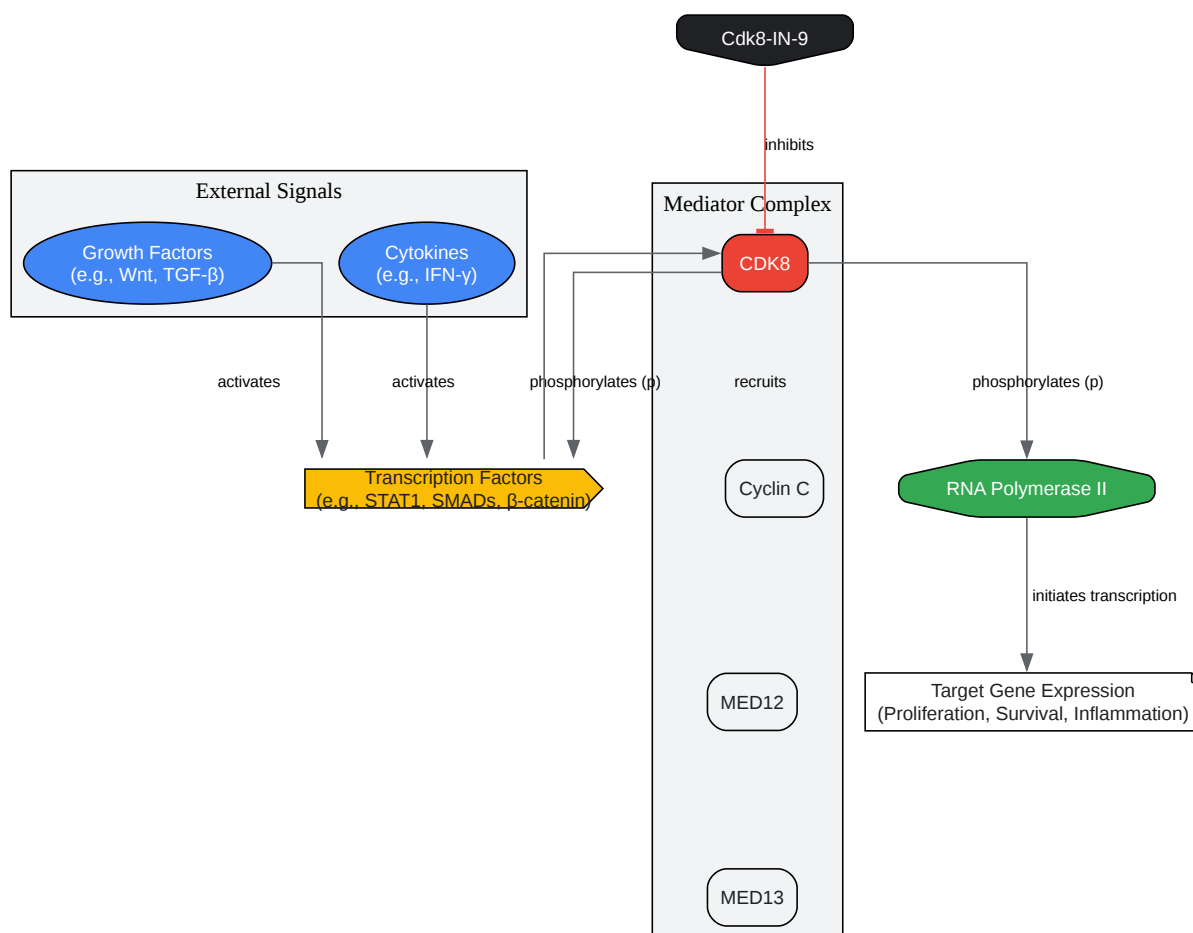 Cdk8-IN-9
inhibits
External Signals
Mediator Complex
Growth Factors
(e.g., Wnt, TGF-β)
Cytokines
(e.g., IFN-γ)
CDK8
activates
activates
phosphorylates (p)
recruits
phosphorylates (p)
Transcription Factors
(e.g., STAT1, SMADs, β-catenin)
Cyclin C
RNA Polymerase II
initiates transcription
MED12
Target Gene Expression
(Proliferation, Survival, Inflammation)
MED13